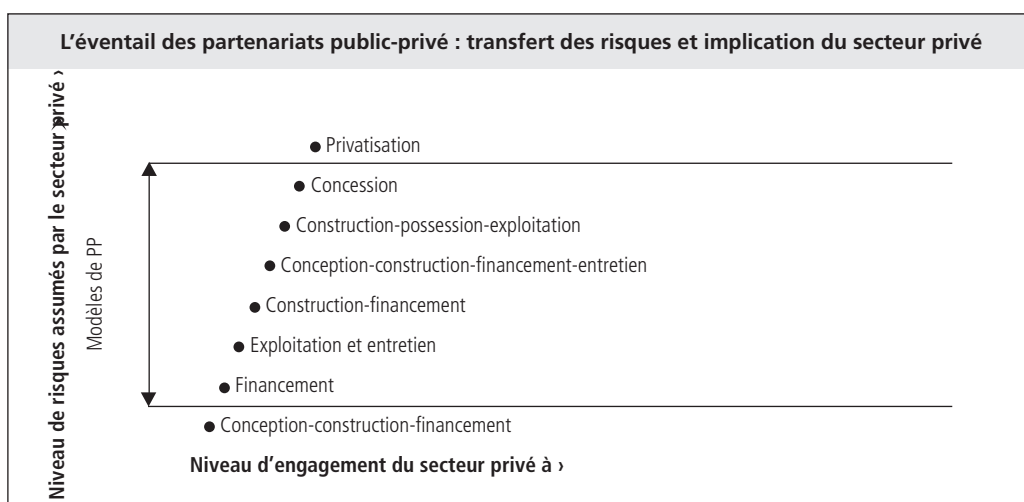 L'éventail des partenariats public-privé : transfert des risques et implication du secteur privé
Niveau de risques assumés par le secteur privé ›
Modèles de PP
Privatisation
Concession
Construction-possession-exploitation
Conception-construction-financement-entretien
Construction-financement
Exploitation et entretien
Financement
Conception-construction-financement
Niveau d'engagement du secteur privé à ›